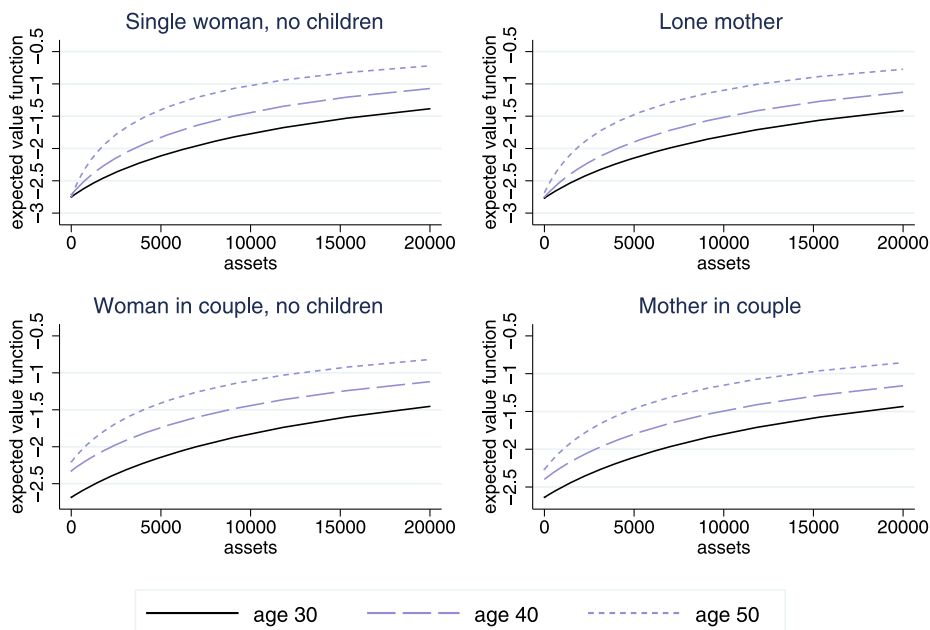 Single woman, no children
expected value function
−3 −2.5 −2 −1.5 −1 −0.5
0 5000 10000 15000 20000
assets
Lone mother
expected value function
−3 −2.5 −2 −1.5 −1 −0.5
0 5000 10000 15000 20000
assets
Woman in couple, no children
expected value function
−2.5 −2 −1.5 −1 −0.5
0 5000 10000 15000 20000
assets
Mother in couple
expected value function
−2.5 −2 −1.5 −1 −0.5
0 5000 10000 15000 20000
assets
age 30 age 40 age 50